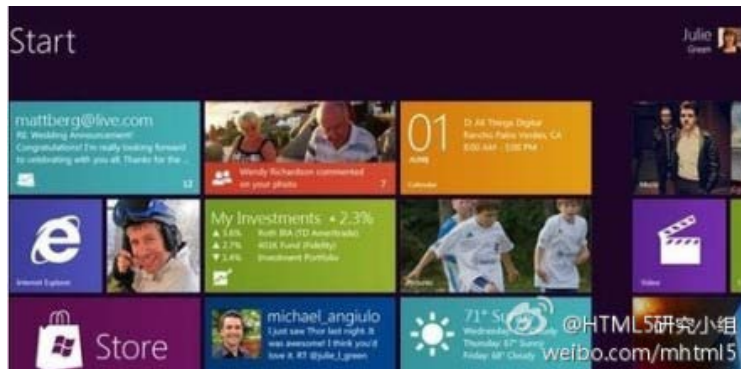 Start
Julie
Green
mattberg@live.com
RE: Wedding Announcement!
Congratulations! I'm really looking forward
to celebrating with you all. Thanks for the ...
12
Wendy Richardson commented
on your photo
7
01
JUNE
D: All Things Digital
Rancho Palos Verdes, CA
8:00 AM - 5:00 PM
Calendar
Music
Internet Explorer
My Investments ▲ 2.3%
▲ 3.6% Roth IRA (TD Ameritrade)
▲ 2.7% 401K Fund (Fidelity)
▼ 1.4% Investment Portfolio
Pictures
Video
Store
michael_angiulo
I just saw Thor last night. It
was awesome! I think you'd
love it. RT @julie_l_green
71° Sunny
Wednesday:
Thursday: 67° Sunny
Friday: 68° Cloudy
@HTML5研究小组
weibo.com/mhtml5